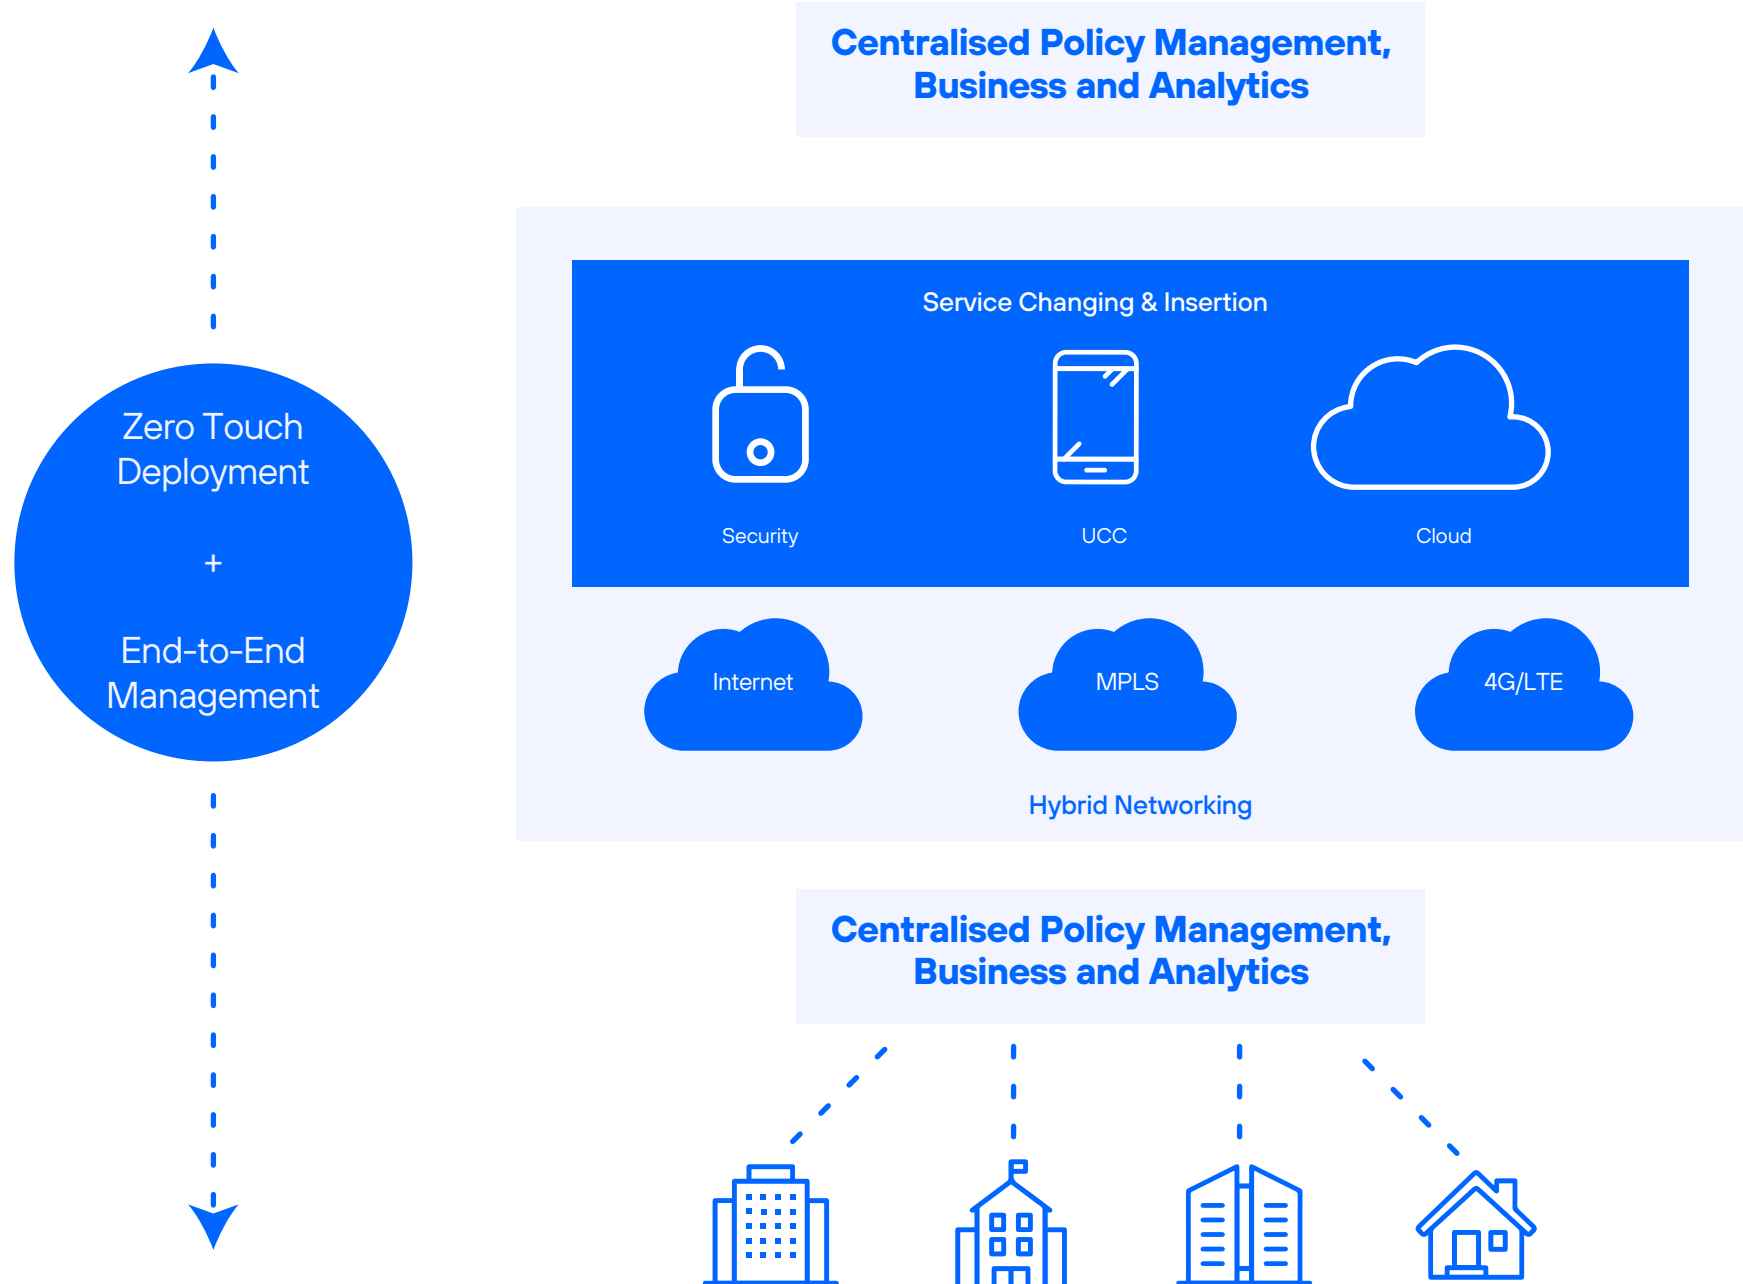 Centralised Policy Management,
Business and Analytics
Service Changing & Insertion
Security
UCC
Cloud
Zero Touch
Deployment
+
End-to-End
Management
Internet
MPLS
4G/LTE
Hybrid Networking
Centralised Policy Management,
Business and Analytics